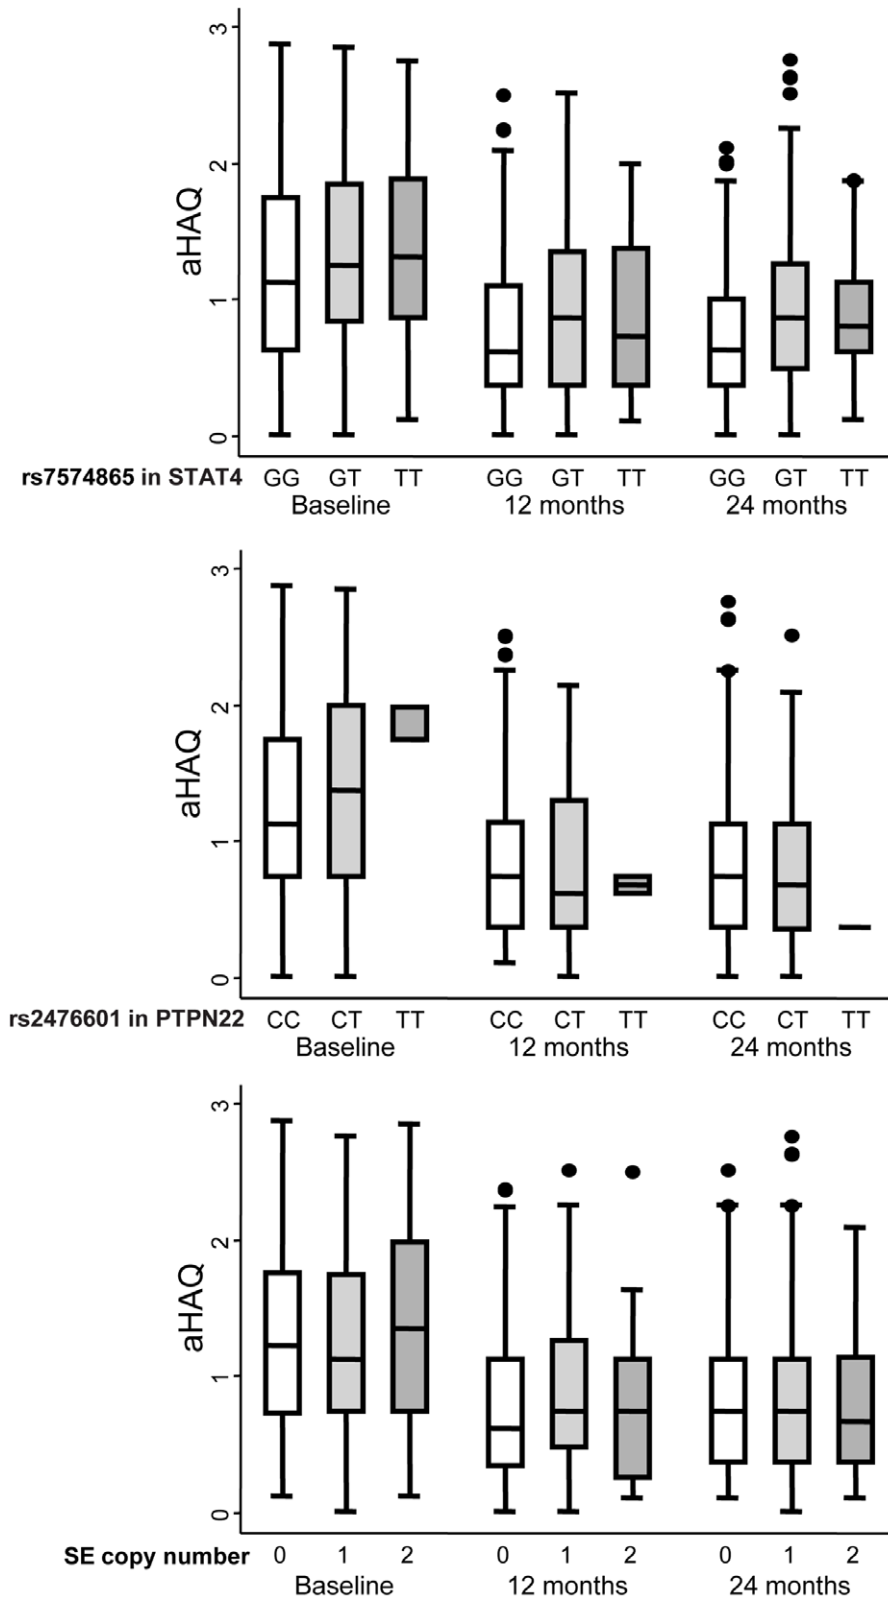 3
2
aHAQ
1
0
rs7574865 in STAT4 GG GT TT GG GT TT GG GT TT
Baseline 12 months 24 months
3
2
aHAQ
1
0
rs2476601 in PTPN22 CC CT TT CC CT TT CC CT TT
Baseline 12 months 24 months
3
2
aHAQ
1
0
SE copy number 0 1 2 0 1 2 0 1 2
Baseline 12 months 24 months